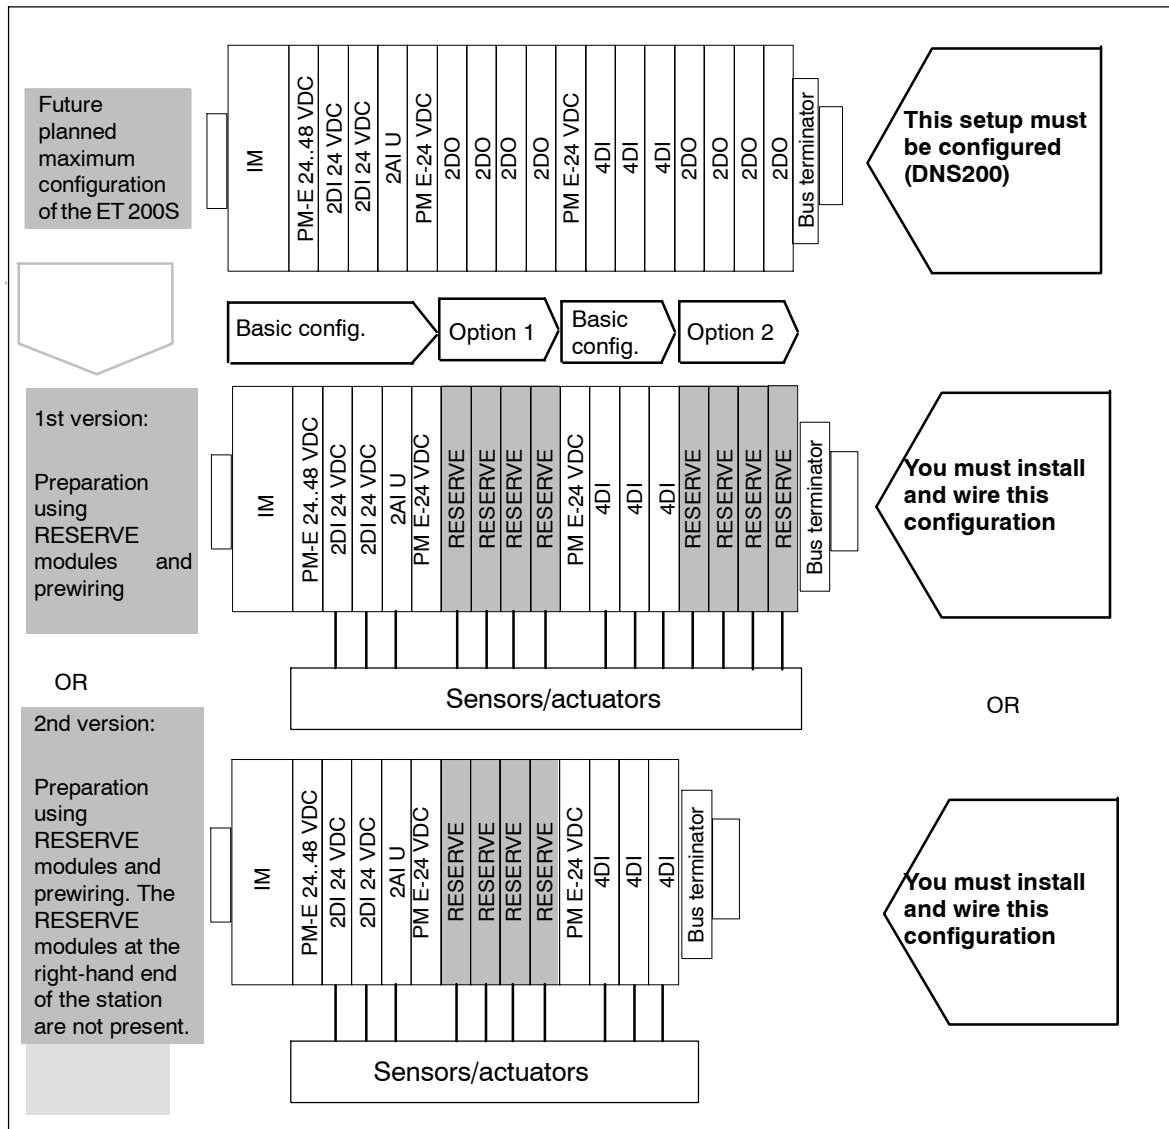 Future
planned
maximum
configuration
of the ET 200S
IM
PM-E 24..48 VDC
2DI 24 VDC
2DI 24 VDC
2AI U
PM E-24 VDC
2DO
2DO
2DO
2DO
PM E-24 VDC
4DI
4DI
4DI
2DO
2DO
2DO
2DO
Bus terminator
This setup must
be configured
(DNS200)
Basic config.
Option 1
Basic
config.
Option 2
1st version:
Preparation
using
RESERVE
modules and
prewiring
IM
PM-E 24..48 VDC
2DI 24 VDC
2DI 24 VDC
2AI U
PM E-24 VDC
RESERVE
RESERVE
RESERVE
RESERVE
PM E-24 VDC
4DI
4DI
4DI
RESERVE
RESERVE
RESERVE
RESERVE
Bus terminator
You must install
and wire this
configuration
Sensors/actuators
OR
OR
2nd version:
Preparation
using
RESERVE
modules and
prewiring. The
RESERVE
modules at the
right-hand end
of the station
are not present.
IM
PM-E 24..48 VDC
2DI 24 VDC
2DI 24 VDC
2AI U
PM E-24 VDC
RESERVE
RESERVE
RESERVE
RESERVE
PM E-24 VDC
4DI
4DI
4DI
Bus terminator
You must install
and wire this
configuration
Sensors/actuators